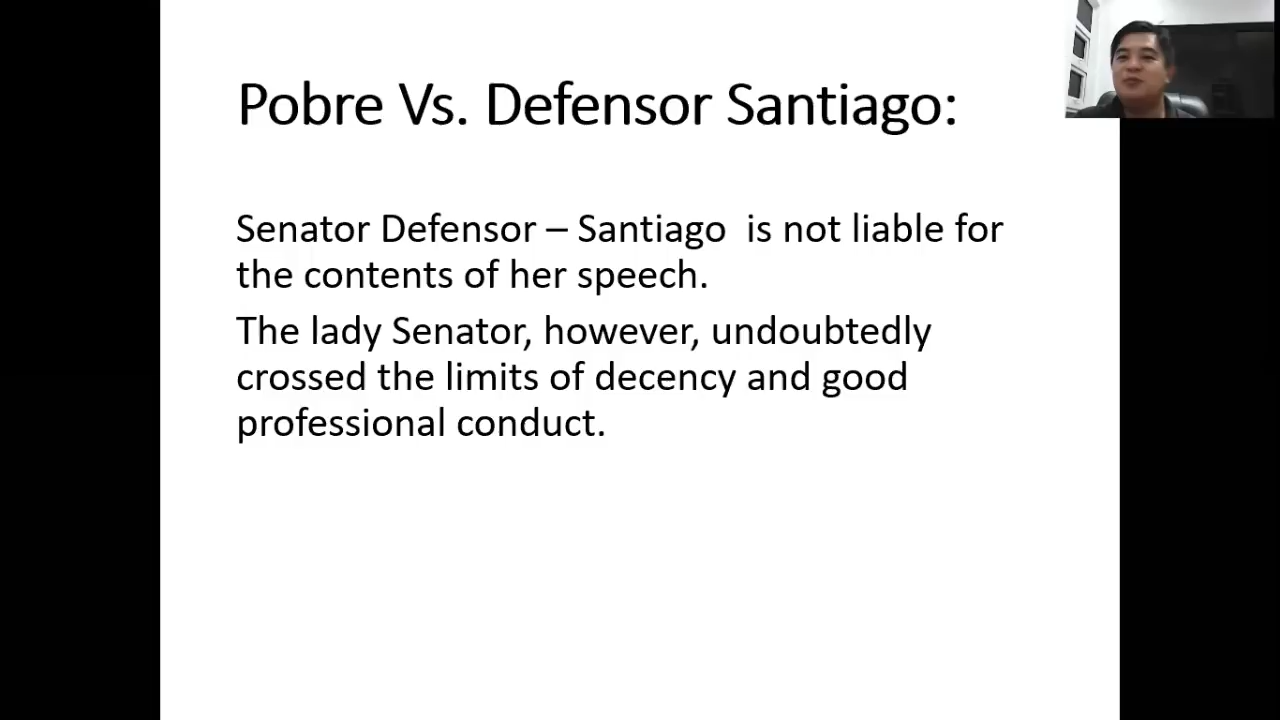 Pobre Vs. Defensor Santiago:
Senator Defensor – Santiago  is not liable for
the contents of her speech.
The lady Senator, however, undoubtedly
crossed the limits of decency and good
professional conduct.